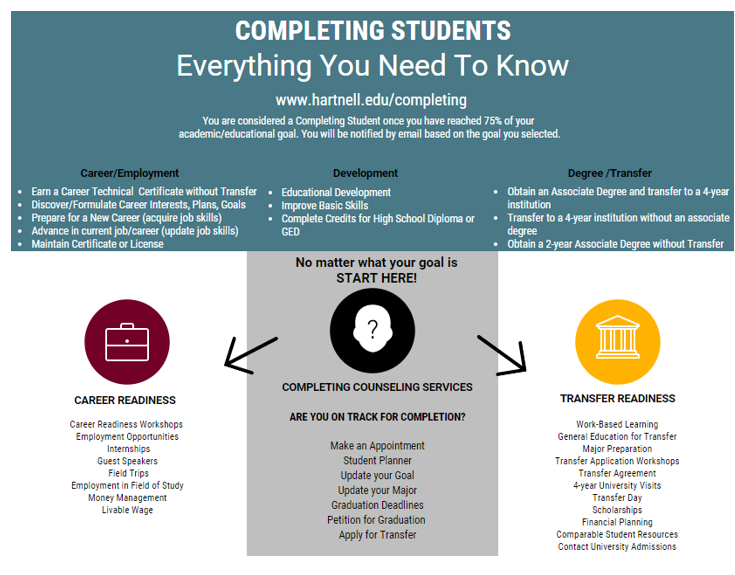 COMPLETING STUDENTS
Everything You Need To Know
www.hartnell.edu/completing
You are considered a Completing Student once you have reached 75% of your
academic/educational goal. You will be notified by email based on the goal you selected.
Career/Employment
• Earn a Career Technical Certificate without Transfer
• Discover/Formulate Career Interests, Plans, Goals
• Prepare for a New Career (acquire job skills)
• Advance in current job/career (update job skills)
• Maintain Certificate or License
Development
• Educational Development
• Improve Basic Skills
• Complete Credits for High School Diploma or
GED
Degree /Transfer
• Obtain an Associate Degree and transfer to a 4-year
institution
• Transfer to a 4-year institution without an associate
degree
• Obtain a 2-year Associate Degree without Transfer
No matter what your goal is
START HERE!
?
CAREER READINESS
Career Readiness Workshops
Employment Opportunities
Internships
Guest Speakers
Field Trips
Employment in Field of Study
Money Management
Livable Wage
COMPLETING COUNSELING SERVICES
ARE YOU ON TRACK FOR COMPLETION?
Make an Appointment
Student Planner
Update your Goal
Update your Major
Graduation Deadlines
Petition for Graduation
Apply for Transfer
TRANSFER READINESS
Work-Based Learning
General Education for Transfer
Major Preparation
Transfer Application Workshops
Transfer Agreement
4-year University Visits
Transfer Day
Scholarships
Financial Planning
Comparable Student Resources
Contact University Admissions